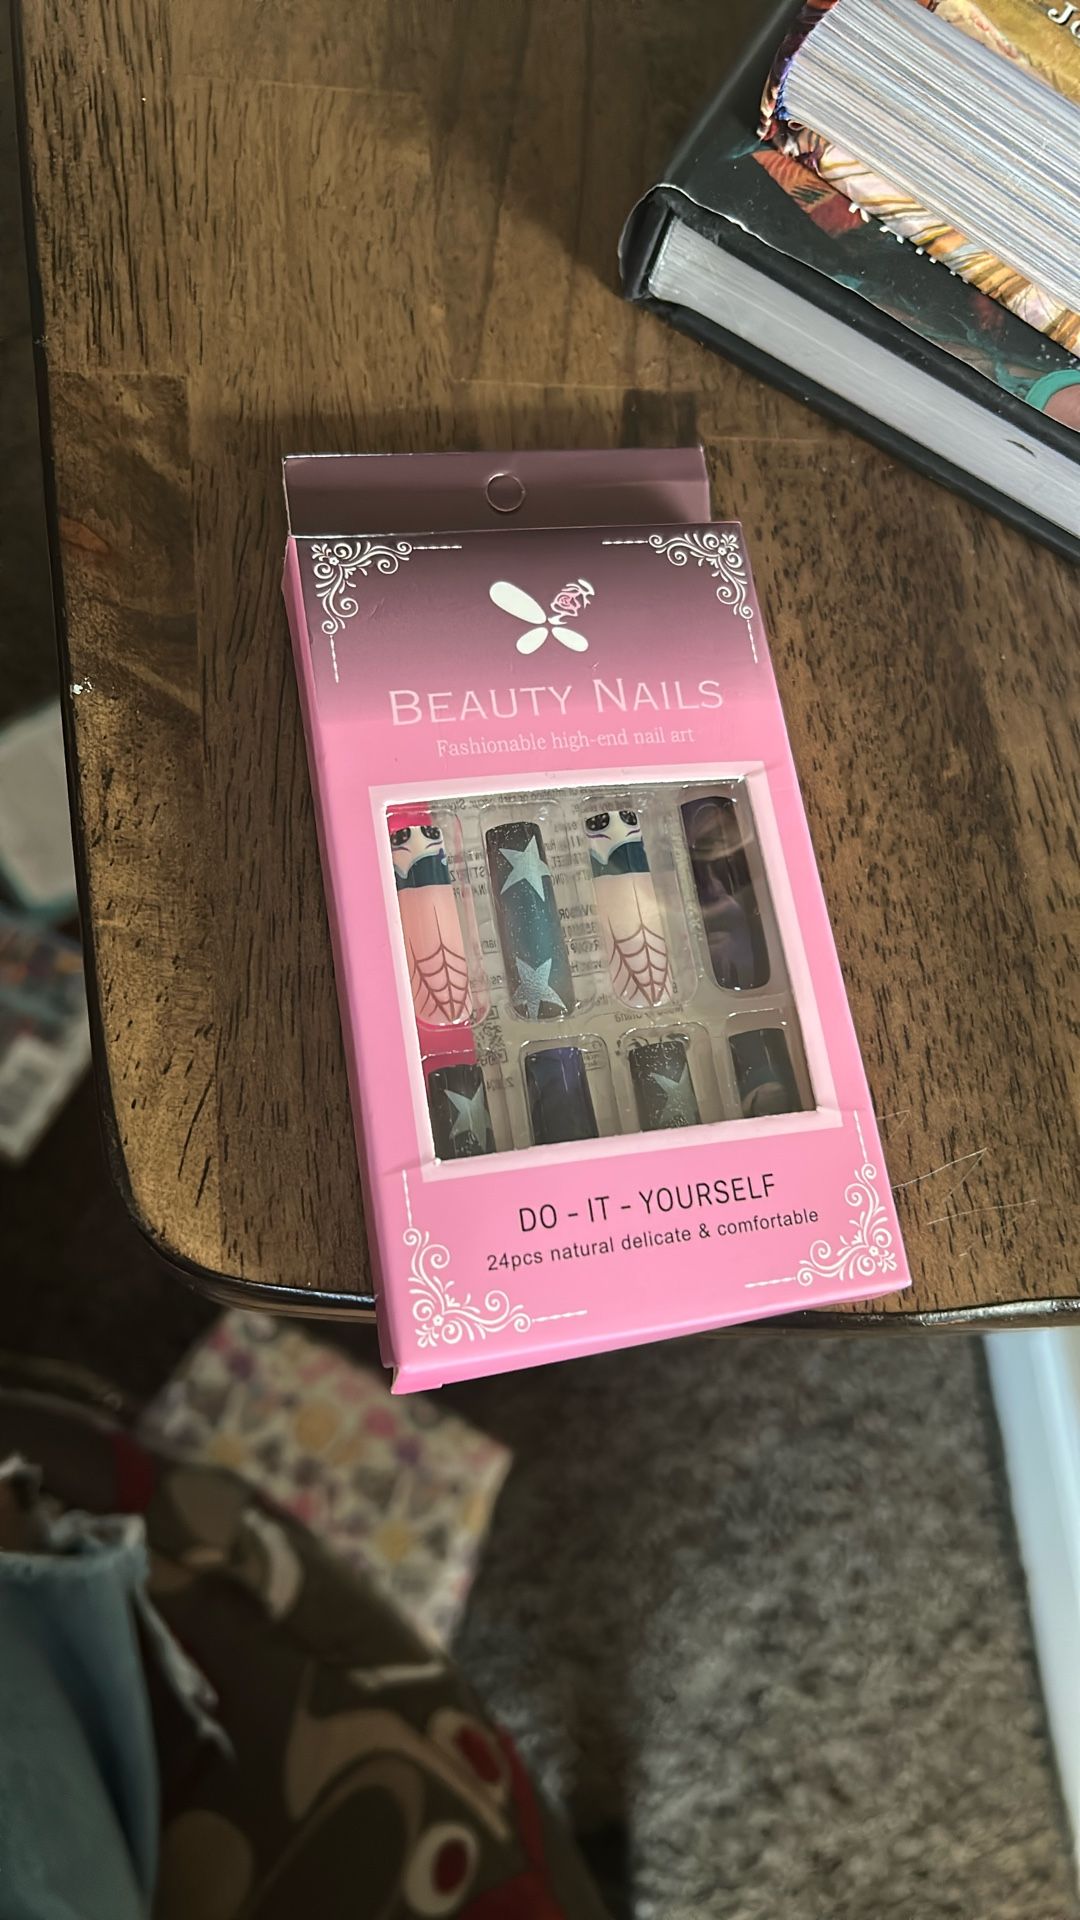 BEAUTY NAILS
Fashionable high-end nail art
DO - IT - YOURSELF
24pcs natural delicate & comfortable